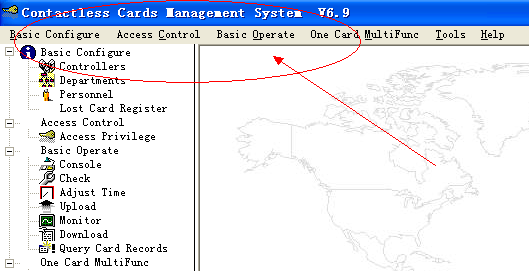 Contactless Cards Management System - V6.9
Basic Configure Access Control Basic Operate One Card MultiFunc Tools Help
Basic Configure
Controllers
Departments
Personnel
Lost Card Register
Access Control
Access Privilege
Basic Operate
Console
Check
Adjust Time
Upload
Monitor
Download
Query Card Records
One Card MultiFunc